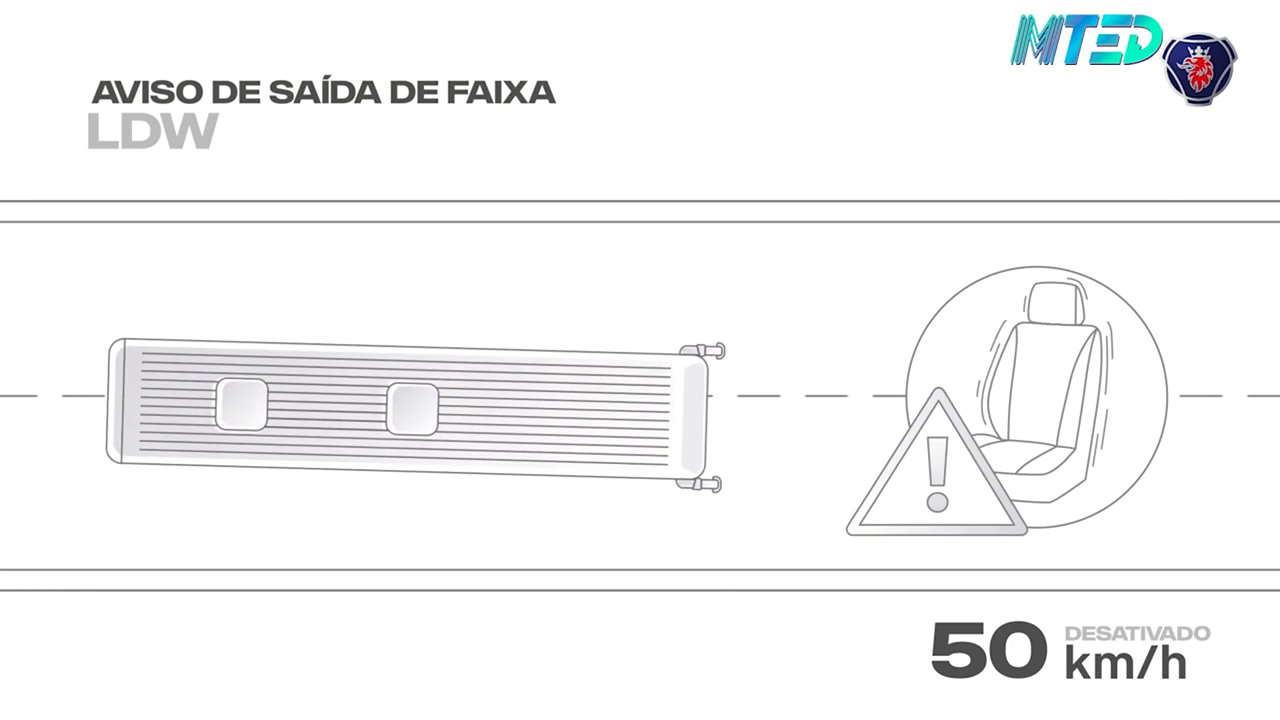 MTED
AVISO DE SAÍDA DE FAIXA
LDW
!
50 DESATIVADO
km/h